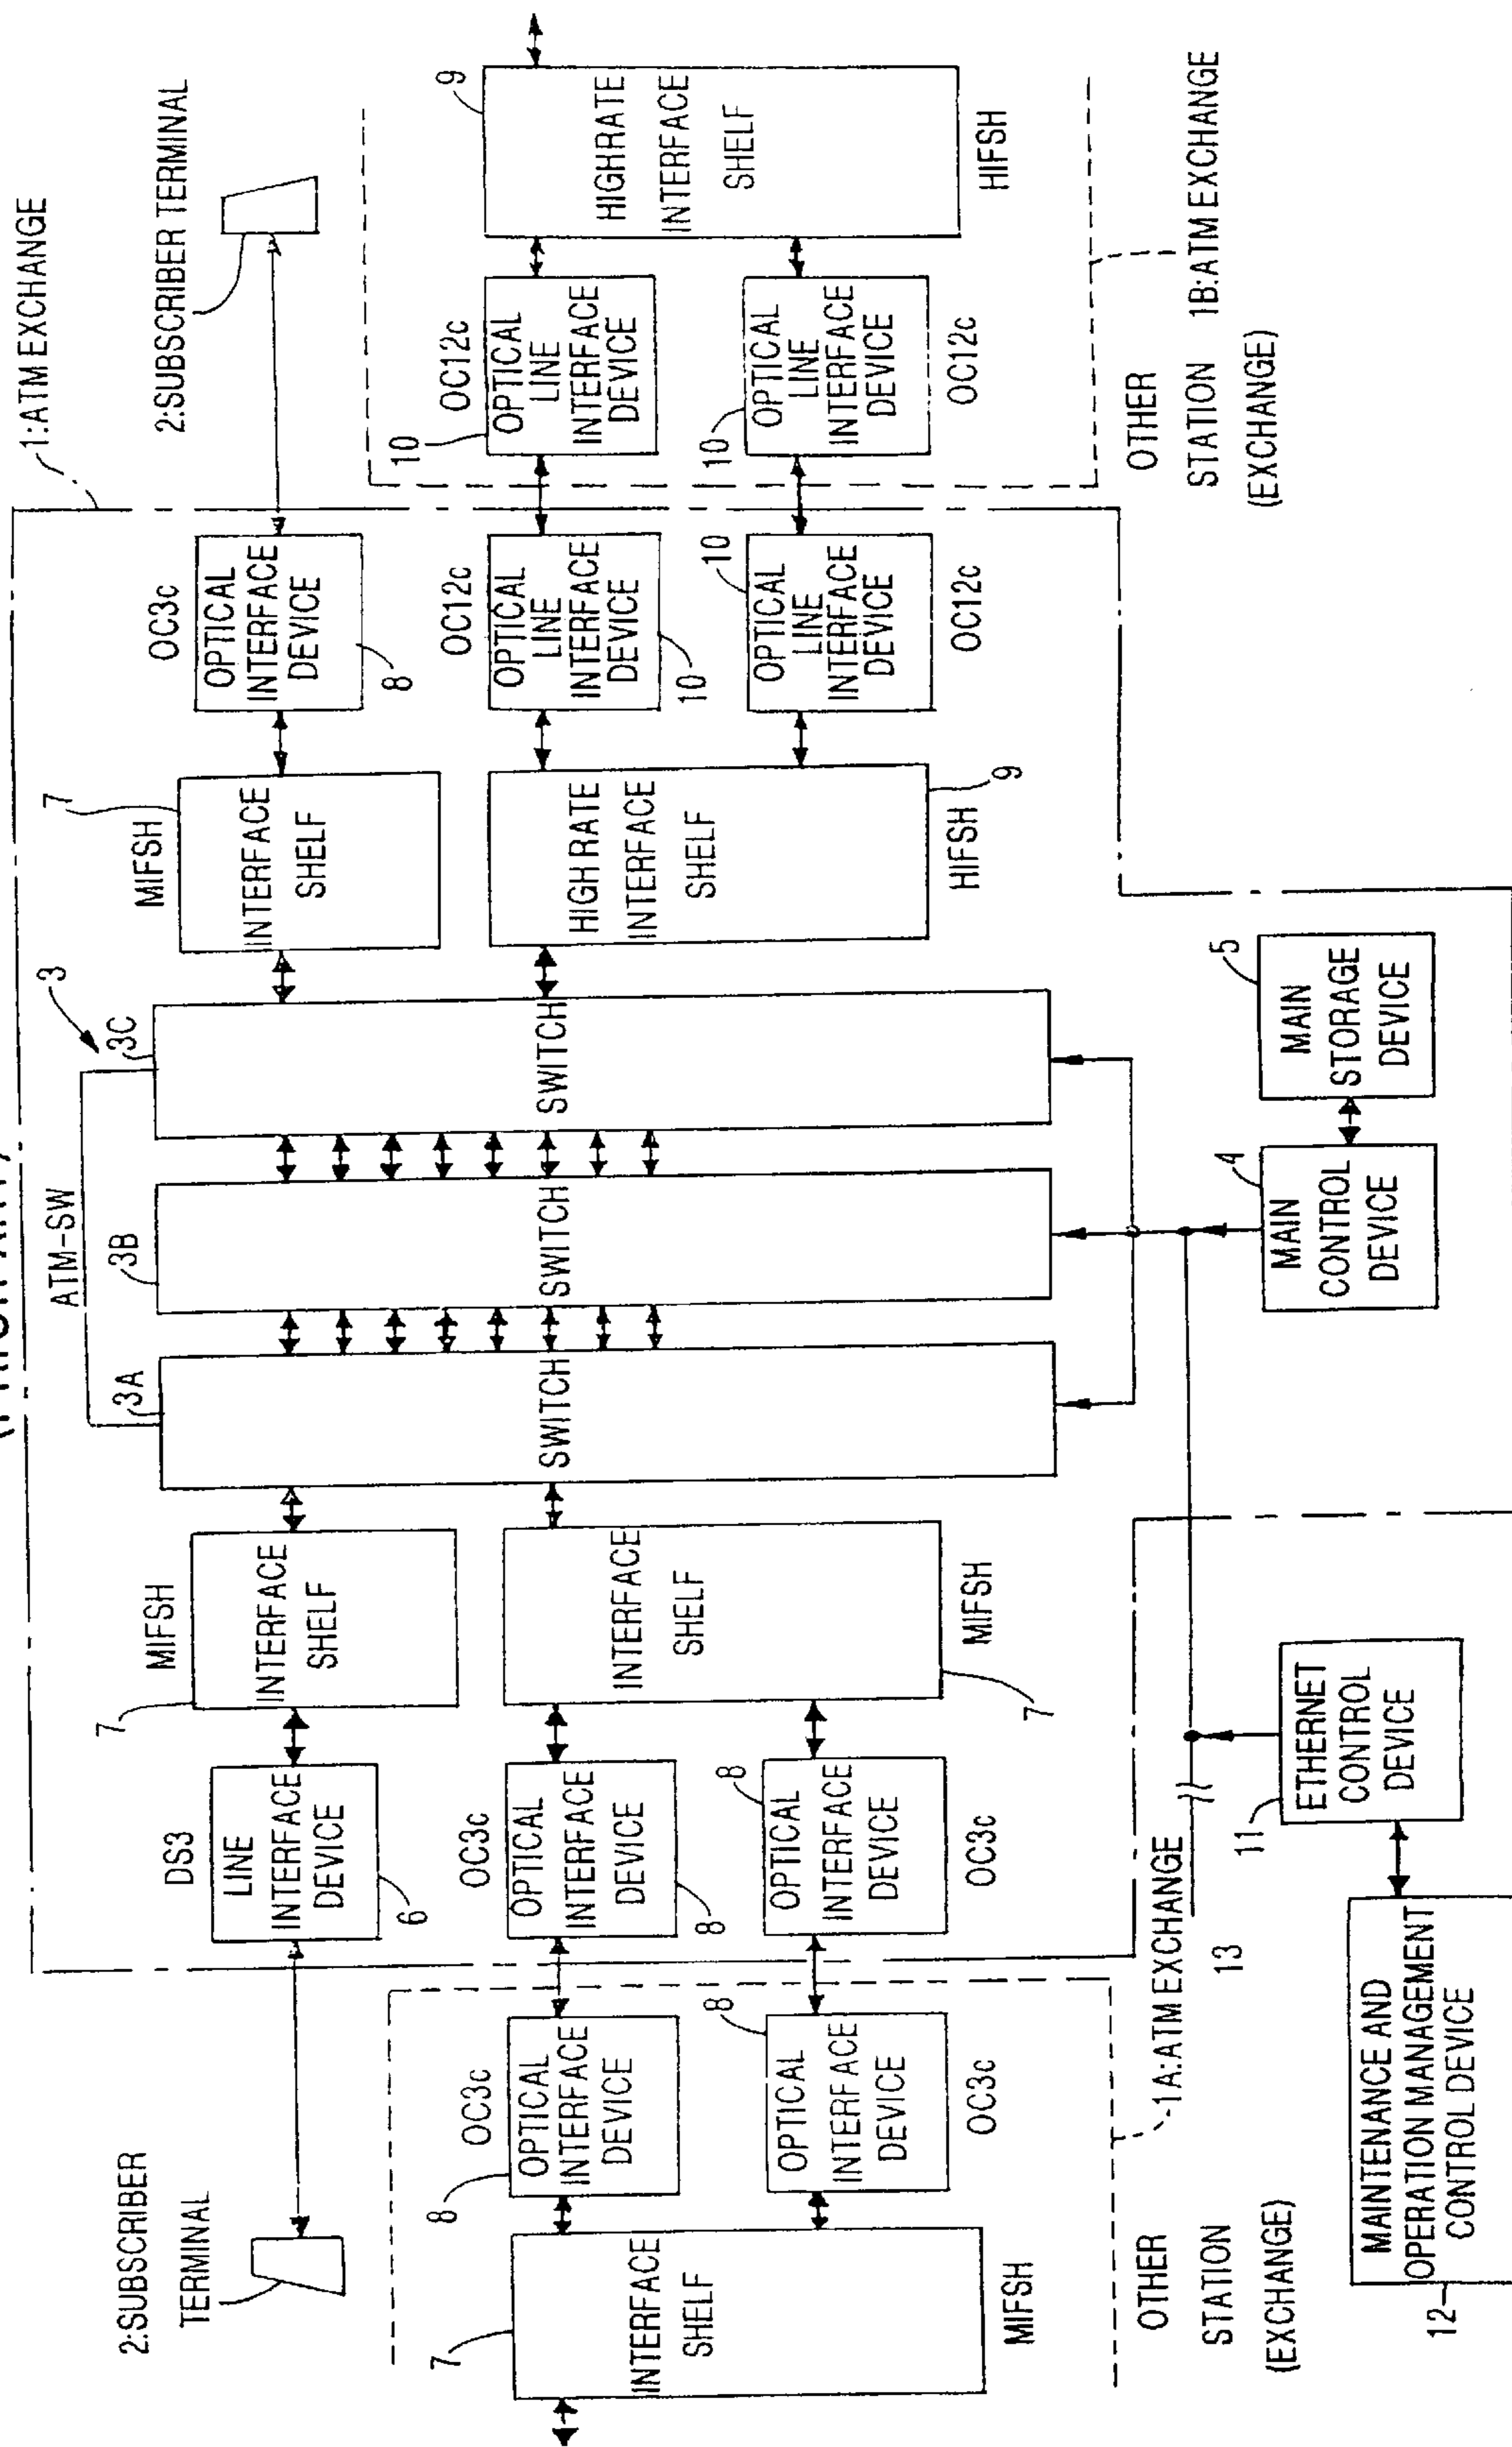 (PRIOR ART)
1:ATM EXCHANGE
2:SUBSCRIBER
TERMINAL
DS3
LINE
INTERFACE
DEVICE
6
MIFSH
INTERFACE
SHELF
7
ATM-SW
3
3A
SWITCH
3B
SWITCH
3C
SWITCH
MIFSH
INTERFACE
SHELF
7
OC3c
OPTICAL
INTERFACE
DEVICE
8
2:SUBSCRIBER TERMINAL
7
INTERFACE
SHELF
MIFSH
OC3c
OPTICAL
INTERFACE
DEVICE
8
OPTICAL
INTERFACE
DEVICE
8
OC3c
OC3c
OPTICAL
INTERFACE
DEVICE
8
OPTICAL
INTERFACE
DEVICE
8
OC3c
INTERFACE
SHELF
MIFSH
7
HIGH RATE
INTERFACE
SHELF
HIFSH
9
OC12c
OPTICAL
LINE
INTERFACE
DEVICE
10
OPTICAL
LINE
INTERFACE
DEVICE
10
OC12c
OC12c
OPTICAL
LINE
INTERFACE
DEVICE
10
OPTICAL
LINE
INTERFACE
DEVICE
10
OC12c
HIGHRATE
INTERFACE
SHELF
HIFSH
9
1A:ATM EXCHANGE
OTHER
STATION
(EXCHANGE)
OTHER
STATION
(EXCHANGE)
1B:ATM EXCHANGE
13
MAINTENANCE AND
OPERATION MANAGEMENT
CONTROL DEVICE
12
11
ETHERNET
CONTROL
DEVICE
4
MAIN
CONTROL
DEVICE
5
MAIN
STORAGE
DEVICE